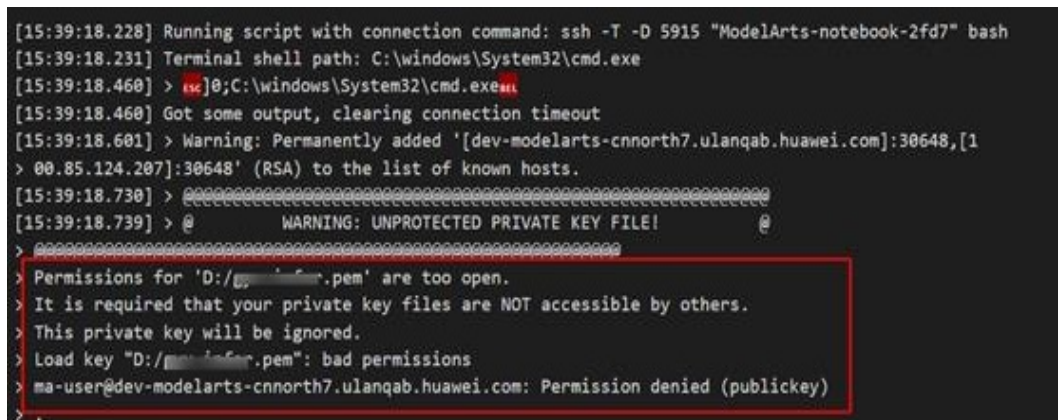 [15:39:18.228] Running script with connection command: ssh -T -D 5915 "ModelArts-notebook-2fd7" bash
[15:39:18.231] Terminal shell path: C:\windows\System32\cmd.exe
[15:39:18.460] > ESC]0;C:\windows\System32\cmd.exeBEL
[15:39:18.460] Got some output, clearing connection timeout
[15:39:18.601] > Warning: Permanently added '[dev-modelarts-cnnorth7.ulanqab.huawei.com]:30648,[1
> 00.85.124.207]:30648' (RSA) to the list of known hosts.
[15:39:18.730] > @@@@@@@@@@@@@@@@@@@@@@@@@@@@@@@@@@@@@@@@@@@@@@@@@@@@@@@@@@@
[15:39:18.739] > @ WARNING: UNPROTECTED PRIVATE KEY FILE! @
> @@@@@@@@@@@@@@@@@@@@@@@@@@@@@@@@@@@@@@@@@@@@@@@@@@@@@@@@@@@
> Permissions for 'D:/ .pem' are too open.
> It is required that your private key files are NOT accessible by others.
> This private key will be ignored.
> Load key "D:/ .pem": bad permissions
> ma-user@dev-modelarts-cnnorth7.ulanqab.huawei.com: Permission denied (publickey)
> .